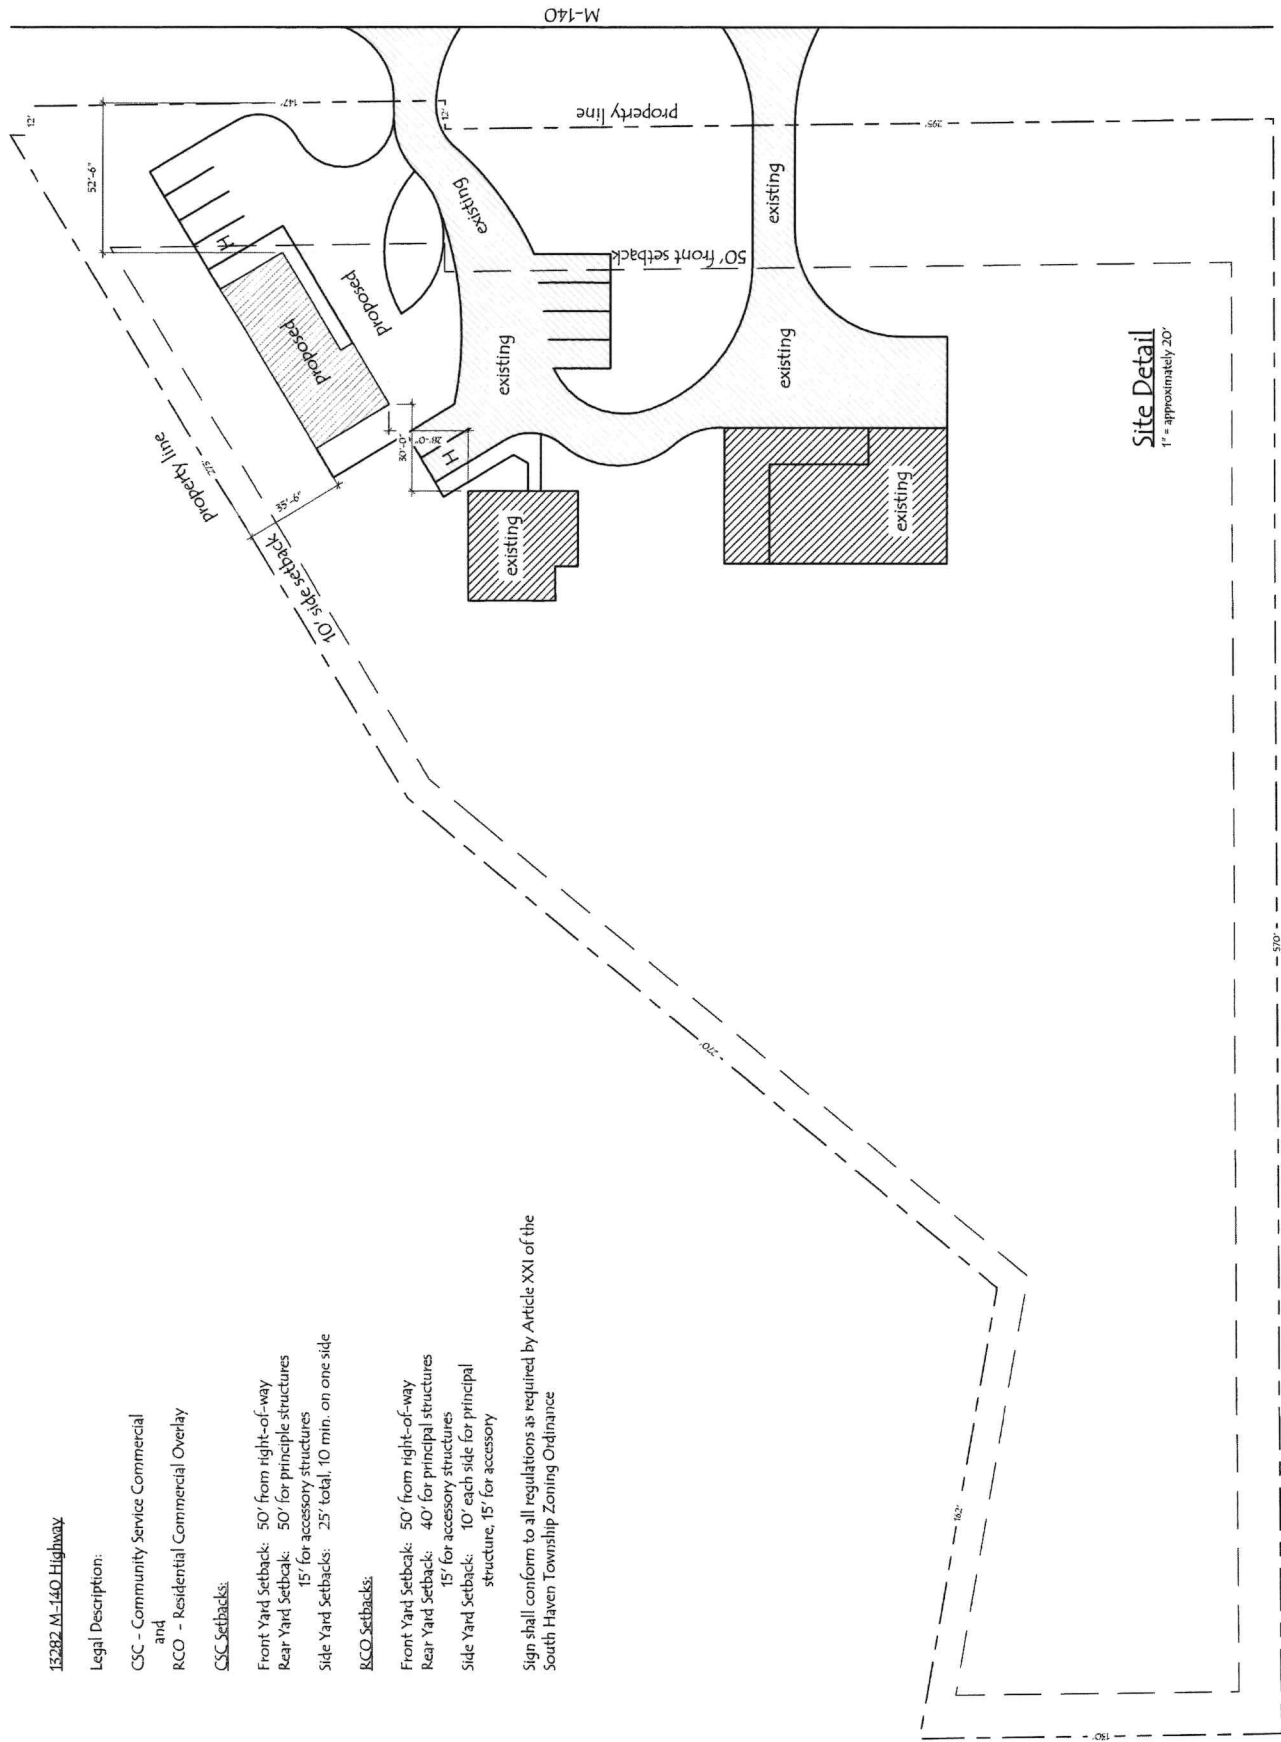 13282 M-140 Highway
Legal Description:
CSC - Community Service Commercial
and
RCO - Residential Commercial Overlay
CSC Setbacks:
Front Yard Setback: 50' from right-of-way
Rear Yard Setbcak: 50' for principle structures
15' for accessory structures
Side Yard Setbacks: 25' total, 10 min. on one side
RCO Setbacks:
Front Yard Setbcak: 50' from right-of-way
Rear Yard Setback: 40' for principal structures
15' for accessory structures
Side Yard Setback: 10' each side for principal
structure, 15' for accessory
Sign shall conform to all regulations as required by Article XXI of the
South Haven Township Zoning Ordinance
M-140
12'
147'
12'
property line
295'
52'-6"
H
proposed
proposed
existing
50' front setback
existing
existing
existing
property line
275'
35'-6"
10' side setback
30'-0"
28'-0"
H
existing
existing
270'
162'
130'
570'
Site Detail
1" = approximately 20'